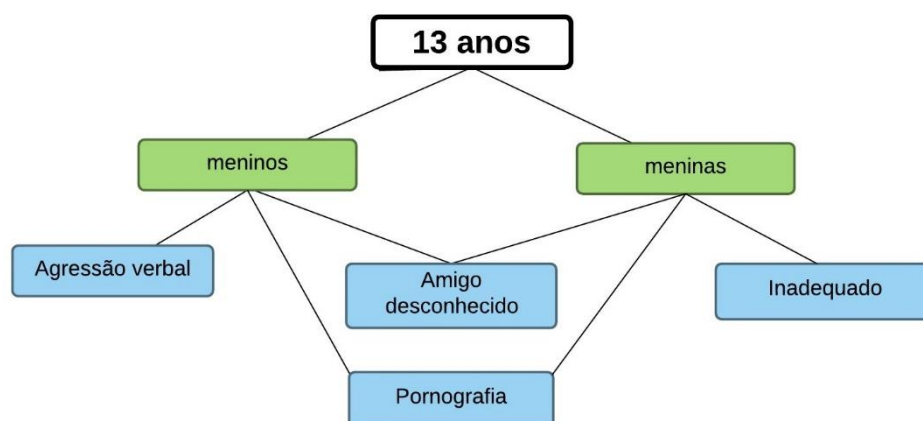 13 anos
meninos
meninas
Agressão verbal
Amigo
desconhecido
Inadequado
Pornografia